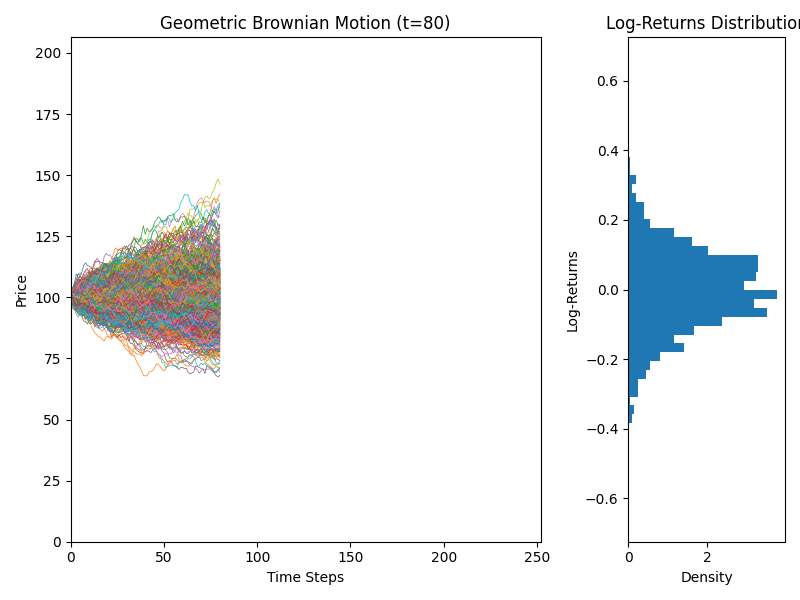 Geometric Brownian Motion (t=80)
Price
200
175
150
125
100
75
50
25
0
0 50 100 150 200 250
Time Steps
Log-Returns Distribution
Log-Returns
0.6
0.4
0.2
0.0
−0.2
−0.4
−0.6
0 2
Density